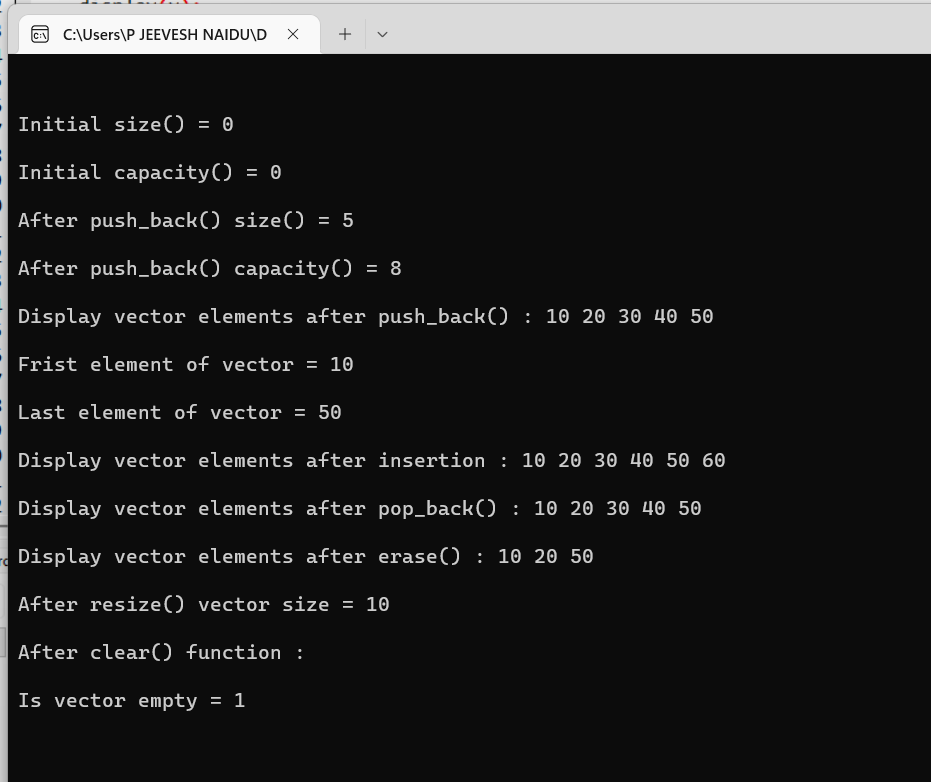 C:\Users\P JEEVESH NAIDU\D
Initial size() = 0
Initial capacity() = 0
After push_back() size() = 5
After push_back() capacity() = 8
Display vector elements after push_back() : 10 20 30 40 50
Frist element of vector = 10
Last element of vector = 50
Display vector elements after insertion : 10 20 30 40 50 60
Display vector elements after pop_back() : 10 20 30 40 50
Display vector elements after erase() : 10 20 50
After resize() vector size = 10
After clear() function :
Is vector empty = 1